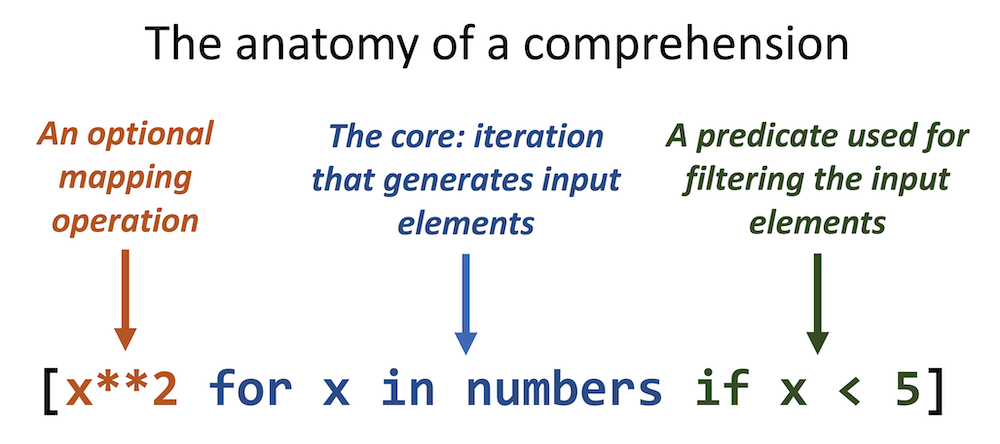 The anatomy of a comprehension
An optional
mapping
operation
The core: iteration
that generates input
elements
A predicate used for
filtering the input
elements
[x**2 for x in numbers if x < 5]